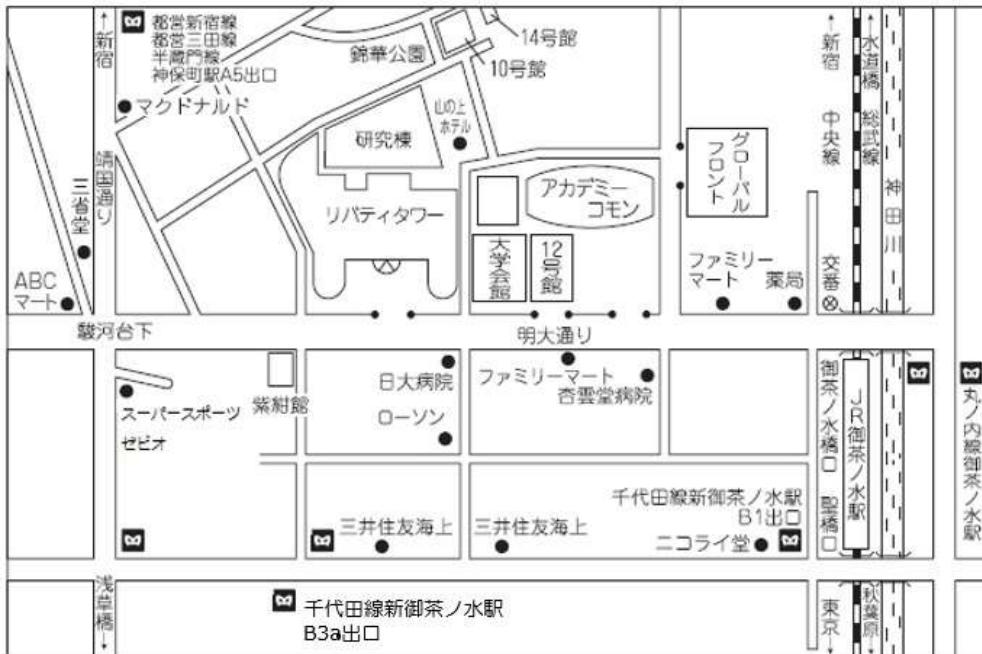 ←新宿
都営新宿線
都営三田線
半蔵門線
神保町駅A5出口
マクドナルド
錦華公園
14号館
10号館
山の上
ホテル
研究棟
靖国通り
三省堂
ABC
マート
リバティタワー
アカデミー
コモン
大学会館
12号館
グローバル
フロント
ファミリー
マート
薬局
←新宿
中央線
交番
←水道橋
総武線
神田川
駿河台下
明大通り
スーパースポーツ
ゼビオ
紫紺館
日大病院
ローソン
ファミリーマート
杏雲堂病院
御茶ノ水橋口
聖橋口
JR御茶ノ水駅
丸ノ内線御茶ノ水駅
三井住友海上
三井住友海上
千代田線新御茶ノ水駅
B1出口
ニコライ堂
浅草橋→
千代田線新御茶ノ水駅
B3a出口
東京→
秋葉原→